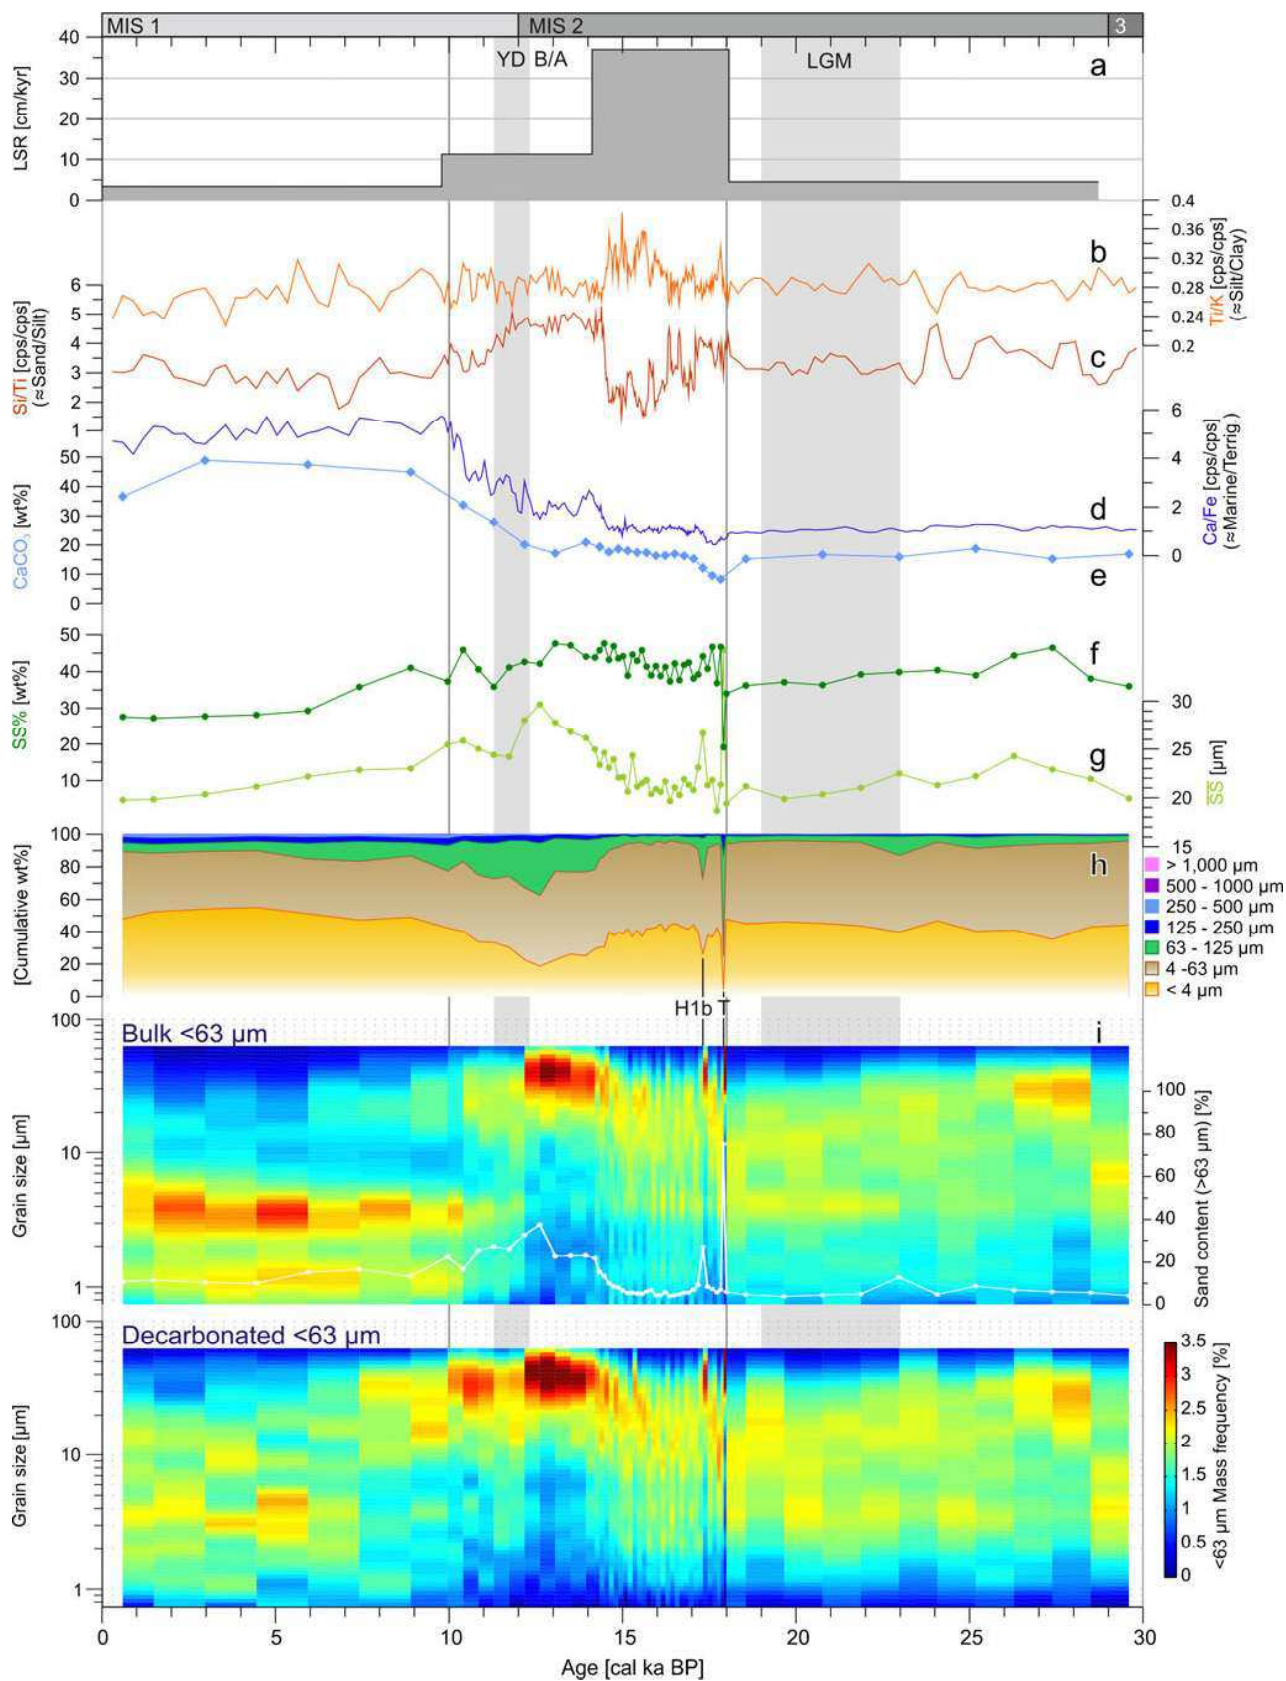 MIS 1
MIS 2
3
40
30
20
10
0
LSR [cm/kyr]
YD B/A
LGM
a
0.4
0.36
0.32
0.28
0.24
0.2
Ti/K [cps/cps]
(≈Silt/Clay)
b
6
5
4
3
2
1
Si/Ti [cps/cps]
(≈Sand/Silt)
c
6
4
2
0
Ca/Fe [cps/cps]
(≈Marine/Terrig.)
d
50
40
30
20
10
0
CaCO₃ [wt%]
e
50
40
30
20
10
SS% [wt%]
f
30
25
20
15
SS [µm]
g
100
80
60
40
20
0
[Cumulative wt%]
h
> 1,000 µm
500 - 1000 µm
250 - 500 µm
125 - 250 µm
63 - 125 µm
4 -63 µm
< 4 µm
H1b T
100
10
1
Grain size [µm]
Bulk <63 µm
i
100
80
60
40
20
0
Sand content (>63 µm) [%]
100
10
1
Grain size [µm]
Decarbonated <63 µm
3.5
3
2.5
2
1.5
1
0.5
0
<63 µm Mass frequency [%]
0 5 10 15 20 25 30
Age [cal ka BP]